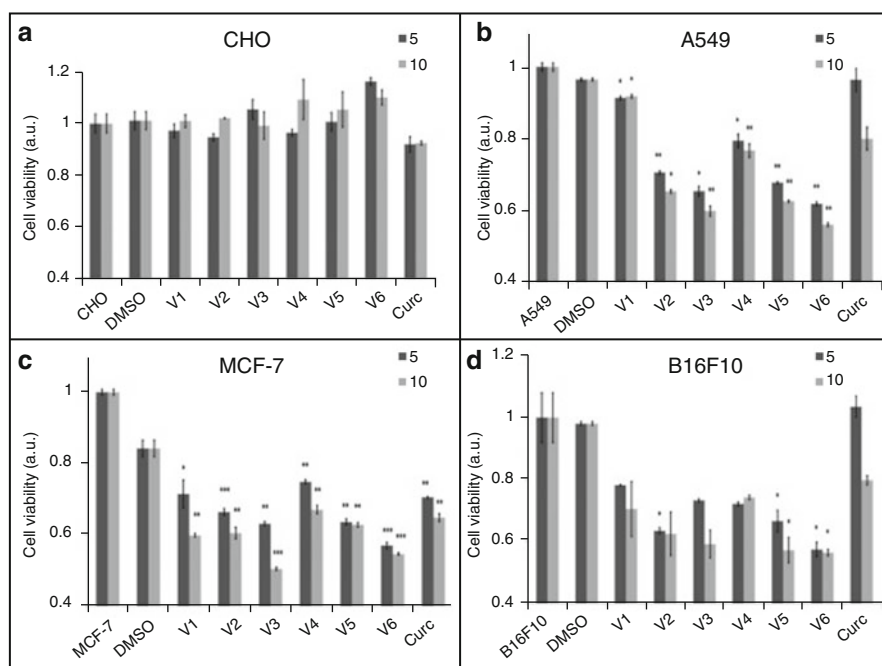 a
CHO
5
10
Cell viability (a.u.)
1.2
1
0.8
0.6
0.4
CHO
DMSO
V1
V2
V3
V4
V5
V6
Curc
b
A549
5
10
Cell viability (a.u.)
1
0.8
0.6
0.4
* *
** *
* **
* **
** **
** **
A549
DMSO
V1
V2
V3
V4
V5
V6
Curc
c
MCF-7
5
10
Cell viability (a.u.)
1
0.8
0.6
0.4
* **
*** **
** ***
** **
** **
*** ***
** **
MCF-7
DMSO
V1
V2
V3
V4
V5
V6
Curc
d
B16F10
5
10
Cell viability (a.u.)
1.2
1
0.8
0.6
0.4
*
* *
* *
B16F10
DMSO
V1
V2
V3
V4
V5
V6
Curc